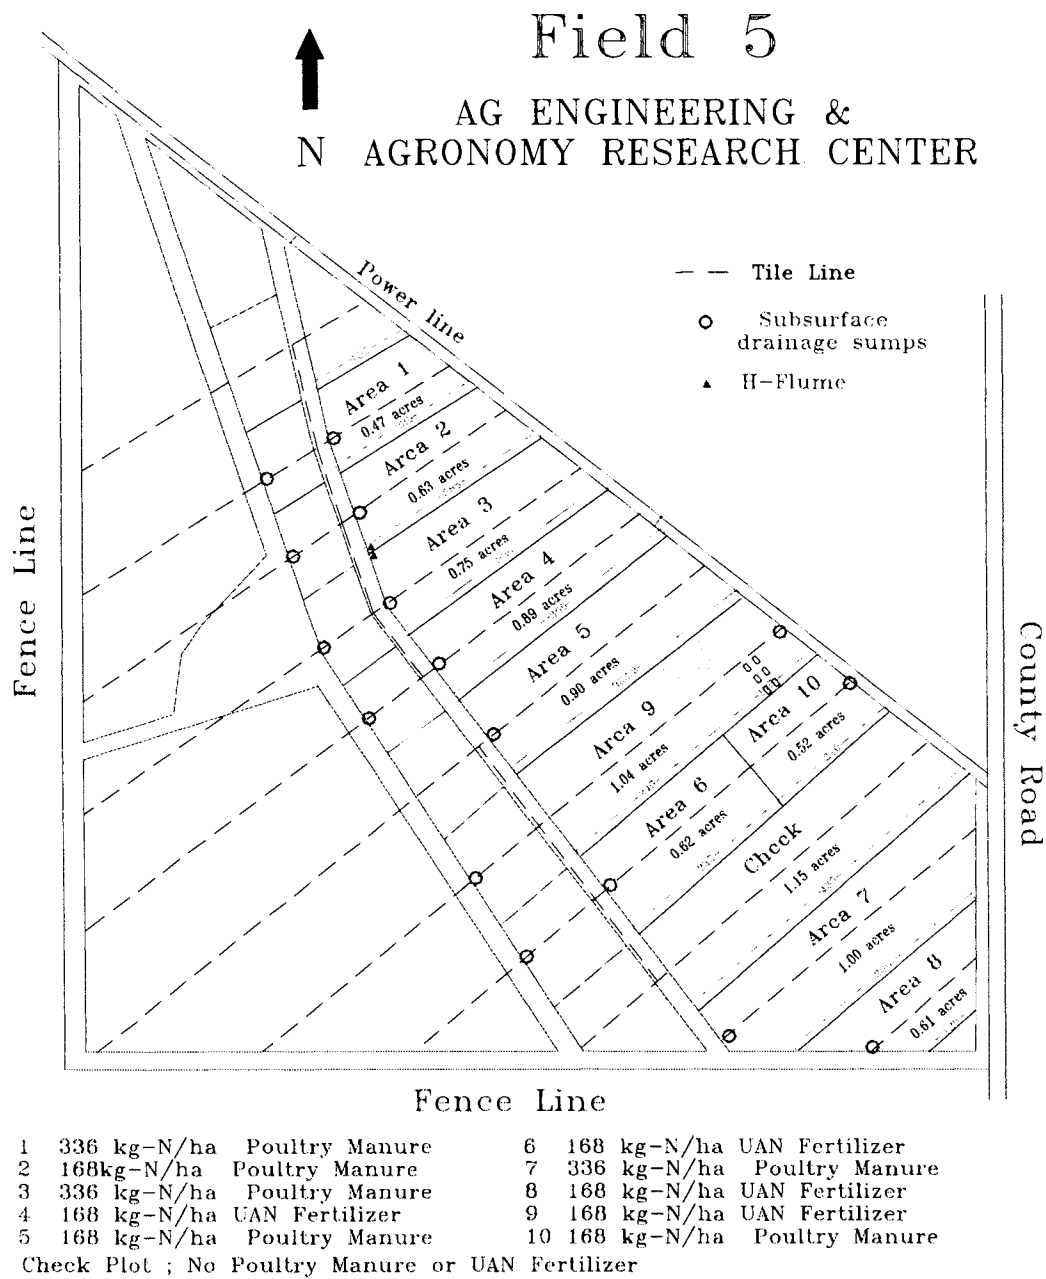 Field 5
AG ENGINEERING &
N AGRONOMY RESEARCH CENTER
Power line
Tile Line
Subsurface
drainage sumps
H-Flume
Area 1
0.47 acres
Area 2
0.63 acres
Area 3
0.75 acres
Area 4
0.89 acres
Area 5
0.90 acres
Area 9
1.04 acres
Area 10
0.52 acres
Area 6
0.62 acres
Check
1.15 acres
Area 7
1.00 acres
Area 8
0.61 acres
Fence Line
County Road
Fence Line
1 336 kg-N/ha Poultry Manure
2 168kg-N/ha Poultry Manure
3 336 kg-N/ha Poultry Manure
4 168 kg-N/ha UAN Fertilizer
5 168 kg-N/ha Poultry Manure
6 168 kg-N/ha UAN Fertilizer
7 336 kg-N/ha Poultry Manure
8 168 kg-N/ha UAN Fertilizer
9 168 kg-N/ha UAN Fertilizer
10 168 kg-N/ha Poultry Manure
Check Plot ; No Poultry Manure or UAN Fertilizer